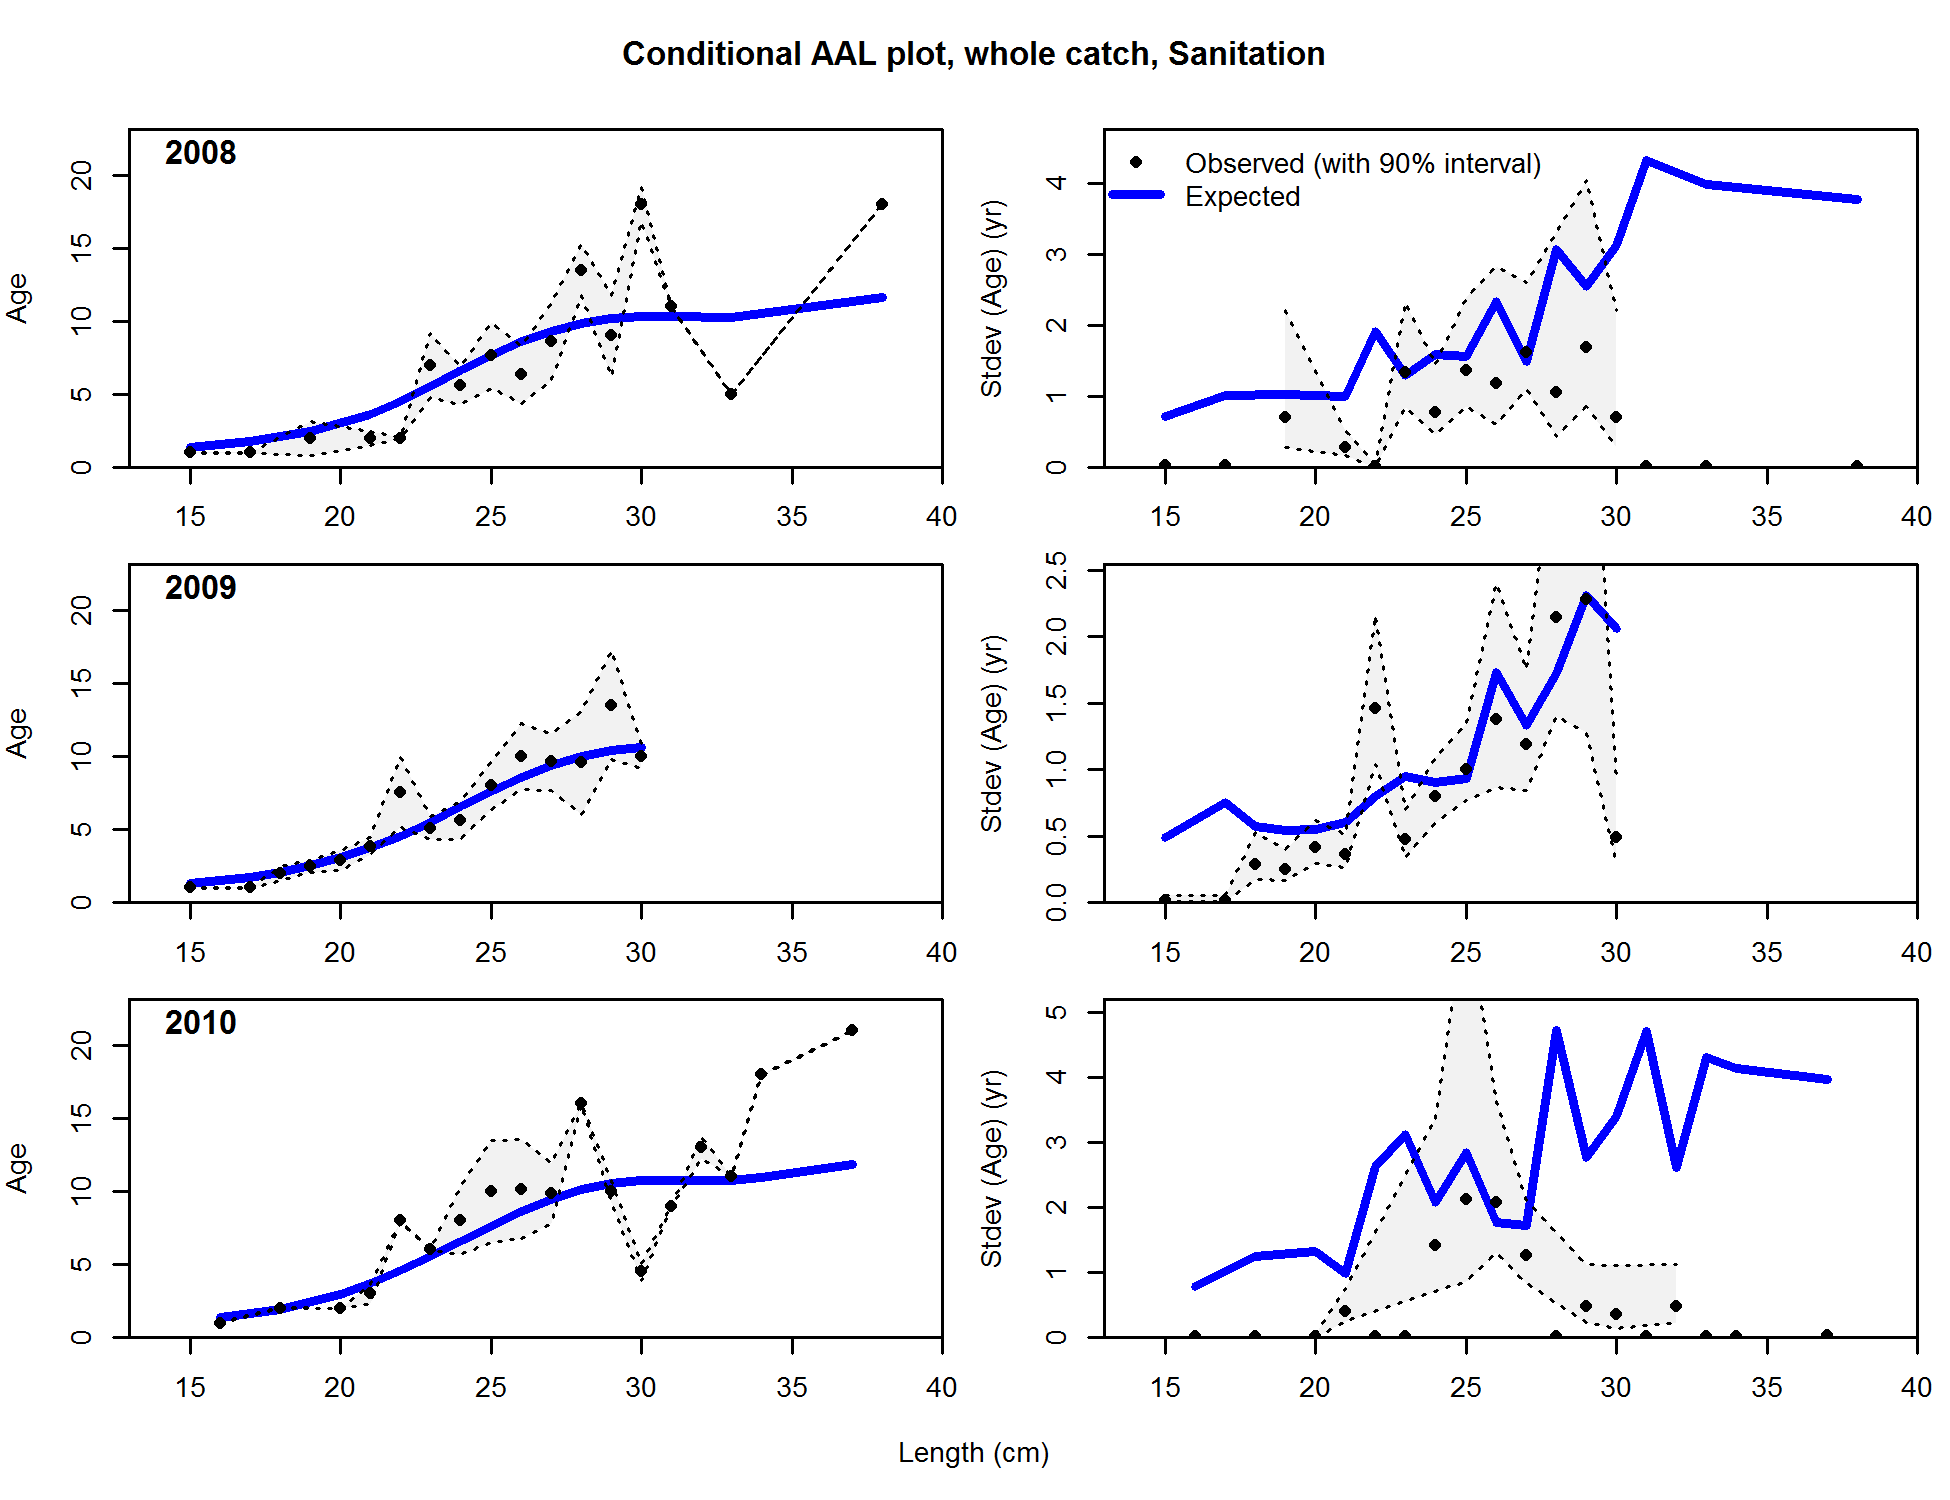 Conditional AAL plot, whole catch, Sanitation
2008
Age
0 5 10 15 20
15 20 25 30 35 40
Observed (with 90% interval)
Expected
Stdev (Age) (yr)
0 1 2 3 4
15 20 25 30 35 40
2009
Age
0 5 10 15 20
15 20 25 30 35 40
Stdev (Age) (yr)
0.0 0.5 1.0 1.5 2.0 2.5
15 20 25 30 35 40
2010
Age
0 5 10 15 20
15 20 25 30 35 40
Stdev (Age) (yr)
0 1 2 3 4 5
15 20 25 30 35 40
Length (cm)